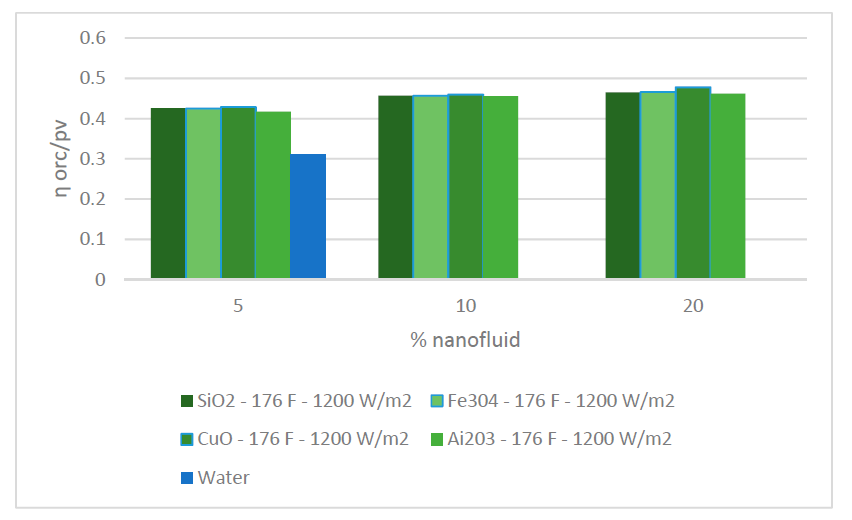 0.6
0.5
0.4
0.3
0.2
0.1
0
η orc/pv
5 10 20
% nanofluid
SiO2 - 176 F - 1200 W/m2 Fe304 - 176 F - 1200 W/m2
CuO - 176 F - 1200 W/m2 Ai203 - 176 F - 1200 W/m2
Water